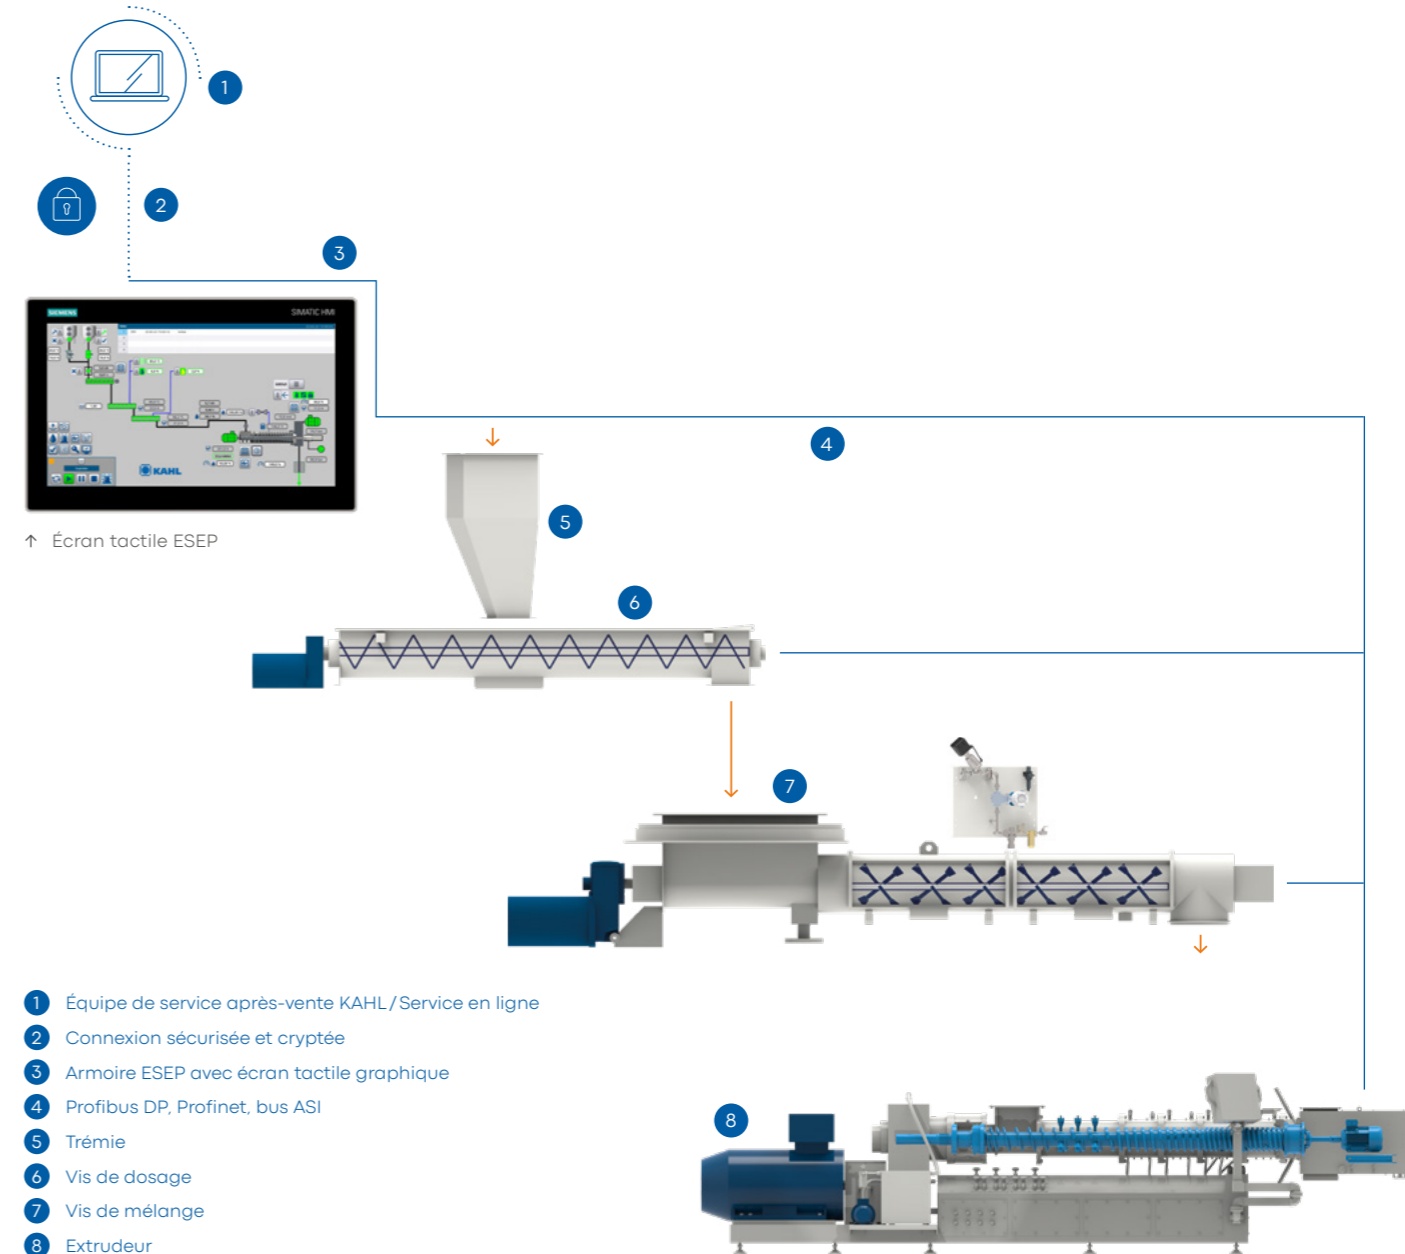 1
2
3
SIEMENS
SIMATIC HMI
KAHL
4
5
↑ Écran tactile ESEP
6
7
8
1 Équipe de service après-vente KAHL/Service en ligne
2 Connexion sécurisée et cryptée
3 Armoire ESEP avec écran tactile graphique
4 Profibus DP, Profinet, bus ASI
5 Trémie
6 Vis de dosage
7 Vis de mélange
8 Extrudeur